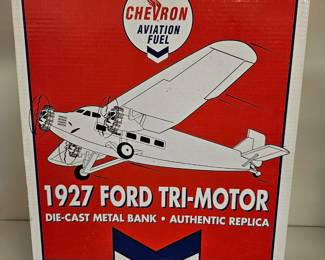 CHEVRON
AVIATION
FUEL
1927 FORD TRI-MOTOR
DIE-CAST METAL BANK • AUTHENTIC REPLICA